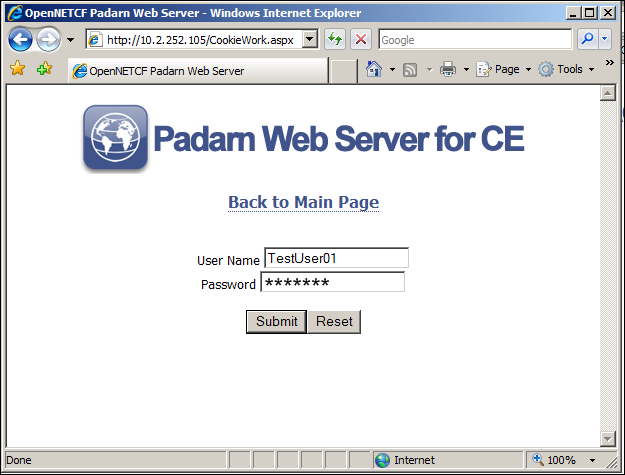 OpenNETCF Padarn Web Server - Windows Internet Explorer
http://10.2.252.105/CookieWork.aspx Google
OpenNETCF Padarn Web Server Page Tools »
Padarn Web Server for CE
Back to Main Page
User Name TestUser01
Password *******
Submit Reset
Done Internet 100%